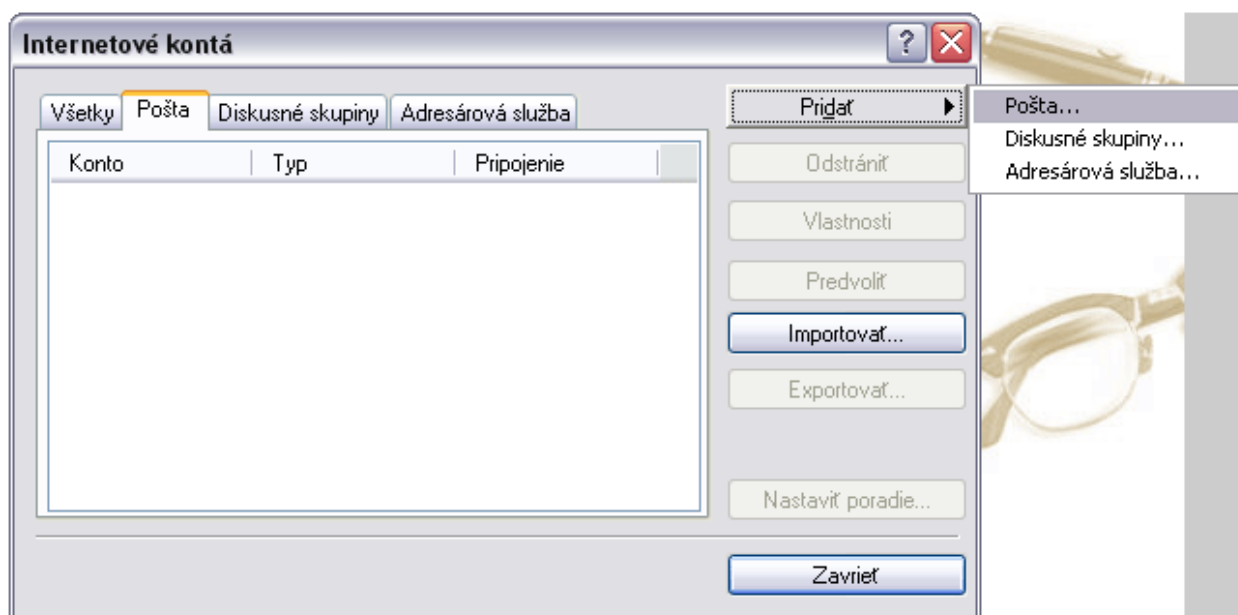 Internetové kontá
Všetky Pošta Diskusné skupiny Adresárová služba
Konto Typ Pripojenie
Pridať
Odstrániť
Vlastnosti
Predvoliť
Importovať...
Exportovať...
Nastaviť poradie...
Zavrieť
Pošta...
Diskusné skupiny...
Adresárová služba...